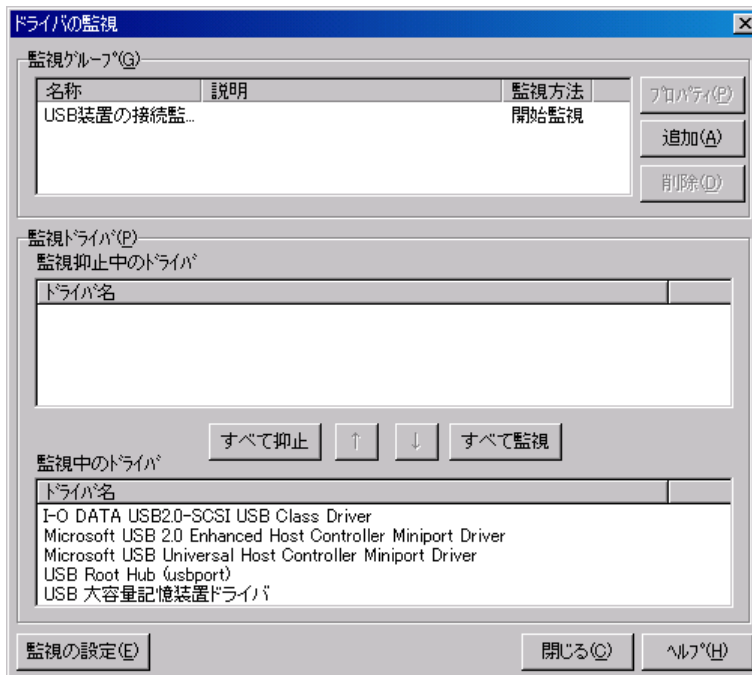 ドライバの監視
監視ｸﾞﾙｰﾌﾟ(G)
名称 説明 監視方法
USB装置の接続監... 開始監視
ﾌﾟﾛﾊﾟﾃｨ(P)
追加(A)
削除(D)
監視ﾄﾞﾗｲﾊﾞ(P)
監視抑止中のﾄﾞﾗｲﾊﾞ
ﾄﾞﾗｲﾊﾞ名
すべて抑止 ↑ ↓ すべて監視
監視中のﾄﾞﾗｲﾊﾞ
ﾄﾞﾗｲﾊﾞ名
I-O DATA USB2.0-SCSI USB Class Driver
Microsoft USB 2.0 Enhanced Host Controller Miniport Driver
Microsoft USB Universal Host Controller Miniport Driver
USB Root Hub (usbport)
USB 大容量記憶装置ドライバ
監視の設定(E) 閉じる(C) ﾍﾙﾌﾟ(H)